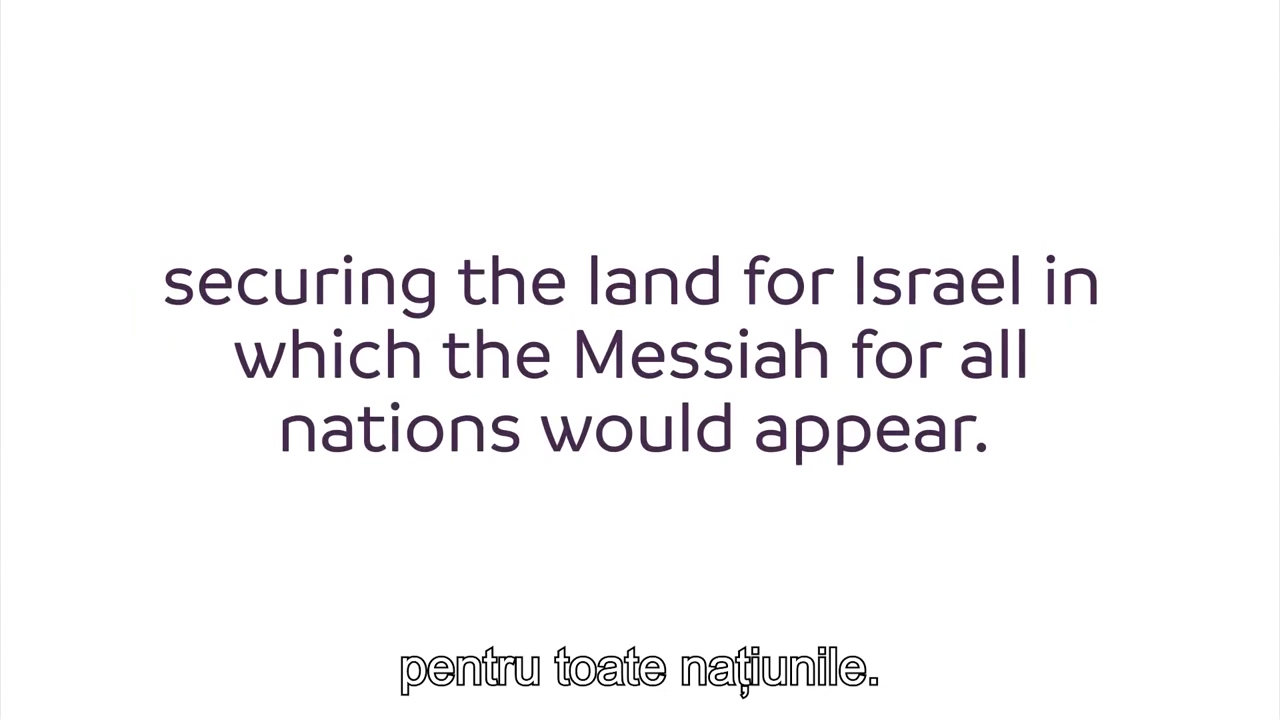 securing the land for Israel in
which the Messiah for all
nations would appear.
pentru toate națiunile.